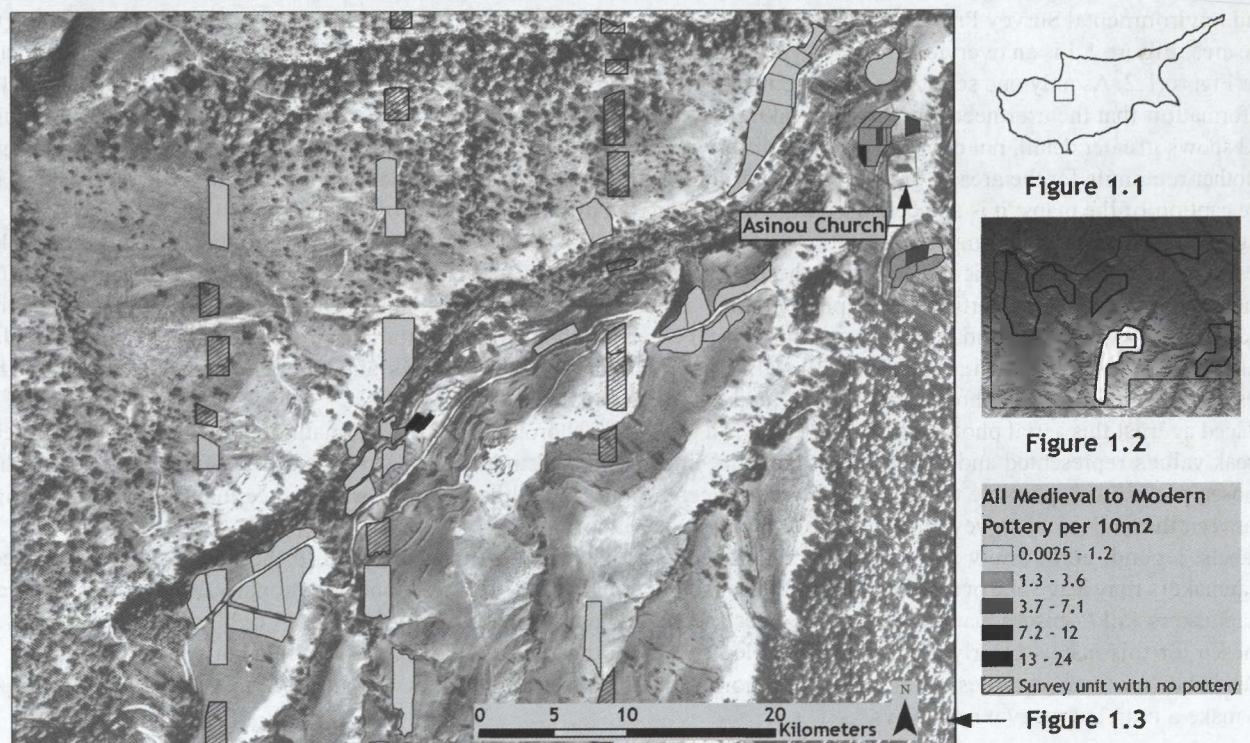 Asinou Church
Figure 1.1
Figure 1.2
All Medieval to Modern
Pottery per 10m2
0.0025 - 1.2
1.3 - 3.6
3.7 - 7.1
7.2 - 12
13 - 24
Survey unit with no pottery
N
0 5 10 20
Kilometers
Figure 1.3